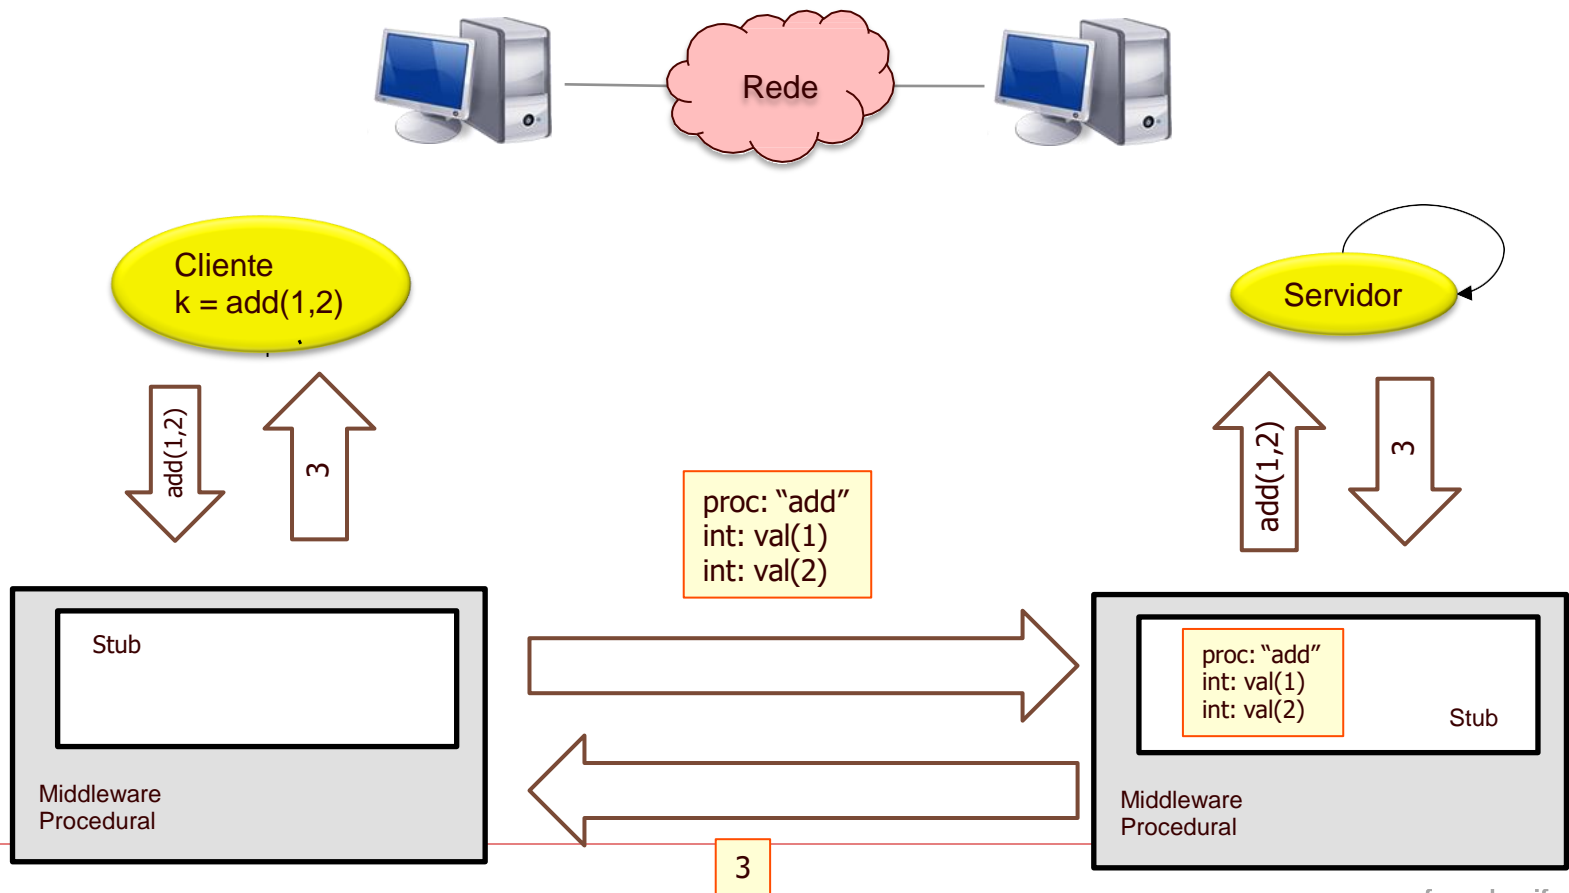 Rede
Cliente
k = add(1,2)
Servidor
add(1,2)
3
add(1,2)
3
proc: “add”
int: val(1)
int: val(2)
Stub
proc: “add”
int: val(1)
int: val(2)
Stub
Middleware
Procedural
Middleware
Procedural
3